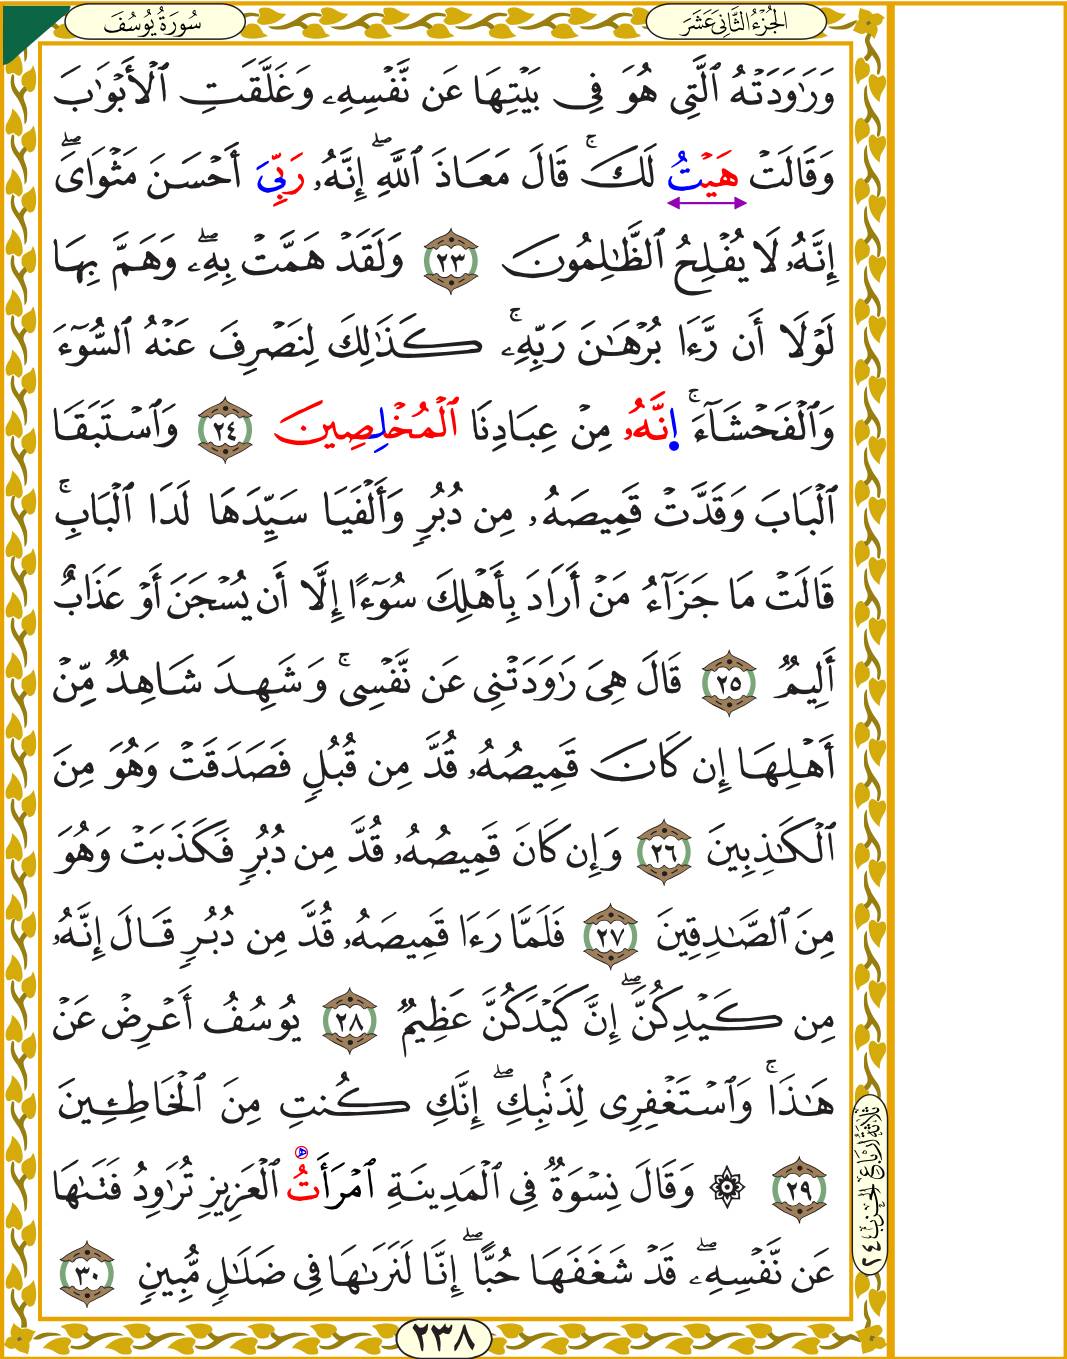 الجُزْءُ الثَّانِي عَشَرَ
سُورَةُ يُوسُفَ
وَرَٰوَدَتْهُ ٱلَّتِي هُوَ فِي بَيْتِهَا عَن نَّفْسِهِۦ وَغَلَّقَتِ ٱلْأَبْوَٰبَ
وَقَالَتْ هَيْتُ لَكَ ۚ قَالَ مَعَاذَ ٱللَّهِ ۖ إِنَّهُۥ رَبِّيَ أَحْسَنَ مَثْوَايَ ۖ
إِنَّهُۥ لَا يُفْلِحُ ٱلظَّٰلِمُونَ ٢٣ وَلَقَدْ هَمَّتْ بِهِۦ ۖ وَهَمَّ بِهَا
لَوْلَا أَن رَّءَا بُرْهَٰنَ رَبِّهِۦ ۚ كَذَٰلِكَ لِنَصْرِفَ عَنْهُ ٱلسُّوٓءَ
وَٱلْفَحْشَآءَ ۚ إِنَّهُۥ مِنْ عِبَادِنَا ٱلْمُخْلِصِينَ ٢٤ وَٱسْتَبَقَا
ٱلْبَابَ وَقَدَّتْ قَمِيصَهُۥ مِن دُبُرٍ وَأَلْفَيَا سَيِّدَهَا لَدَا ٱلْبَابِ ۚ
قَالَتْ مَا جَزَآءُ مَنْ أَرَادَ بِأَهْلِكَ سُوٓءًا إِلَّا أَن يُسْجَنَ أَوْ عَذَابٌ
أَلِيمٌ ٢٥ قَالَ هِيَ رَٰوَدَتْنِي عَن نَّفْسِي ۚ وَشَهِدَ شَاهِدٌ مِّنْ
أَهْلِهَا إِن كَانَ قَمِيصُهُۥ قُدَّ مِن قُبُلٍ فَصَدَقَتْ وَهُوَ مِنَ
ٱلْكَٰذِبِينَ ٢٦ وَإِن كَانَ قَمِيصُهُۥ قُدَّ مِن دُبُرٍ فَكَذَبَتْ وَهُوَ
مِنَ ٱلصَّٰدِقِينَ ٢٧ فَلَمَّا رَءَا قَمِيصَهُۥ قُدَّ مِن دُبُرٍ قَالَ إِنَّهُۥ
مِن كَيْدِكُنَّ ۖ إِنَّ كَيْدَكُنَّ عَظِيمٌ ٢٨ يُوسُفُ أَعْرِضْ عَنْ
هَٰذَا ۚ وَٱسْتَغْفِرِي لِذَنۢبِكِ ۖ إِنَّكِ كُنتِ مِنَ ٱلْخَاطِـِٔينَ
٢٩ ۞ وَقَالَ نِسْوَةٌ فِي ٱلْمَدِينَةِ ٱمْرَأَتُ ٱلْعَزِيزِ تُرَٰوِدُ فَتَىٰهَا
عَن نَّفْسِهِۦ ۖ قَدْ شَغَفَهَا حُبًّا ۖ إِنَّا لَنَرَىٰهَا فِي ضَلَٰلٍ مُّبِينٍ ٣٠
ثلاثة أرباع الحزب ٢٤
٢٣٨